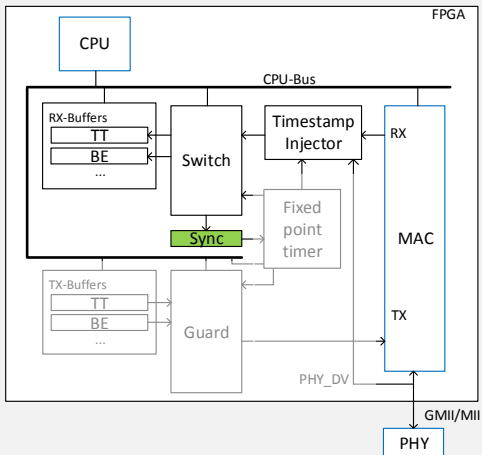 FPGA
CPU
CPU-Bus
RX-Buffers
TT
BE
...
Switch
Timestamp
Injector
RX
MAC
Sync
Fixed
point
timer
TX-Buffers
TT
BE
...
Guard
TX
PHY_DV
GMII/MII
PHY